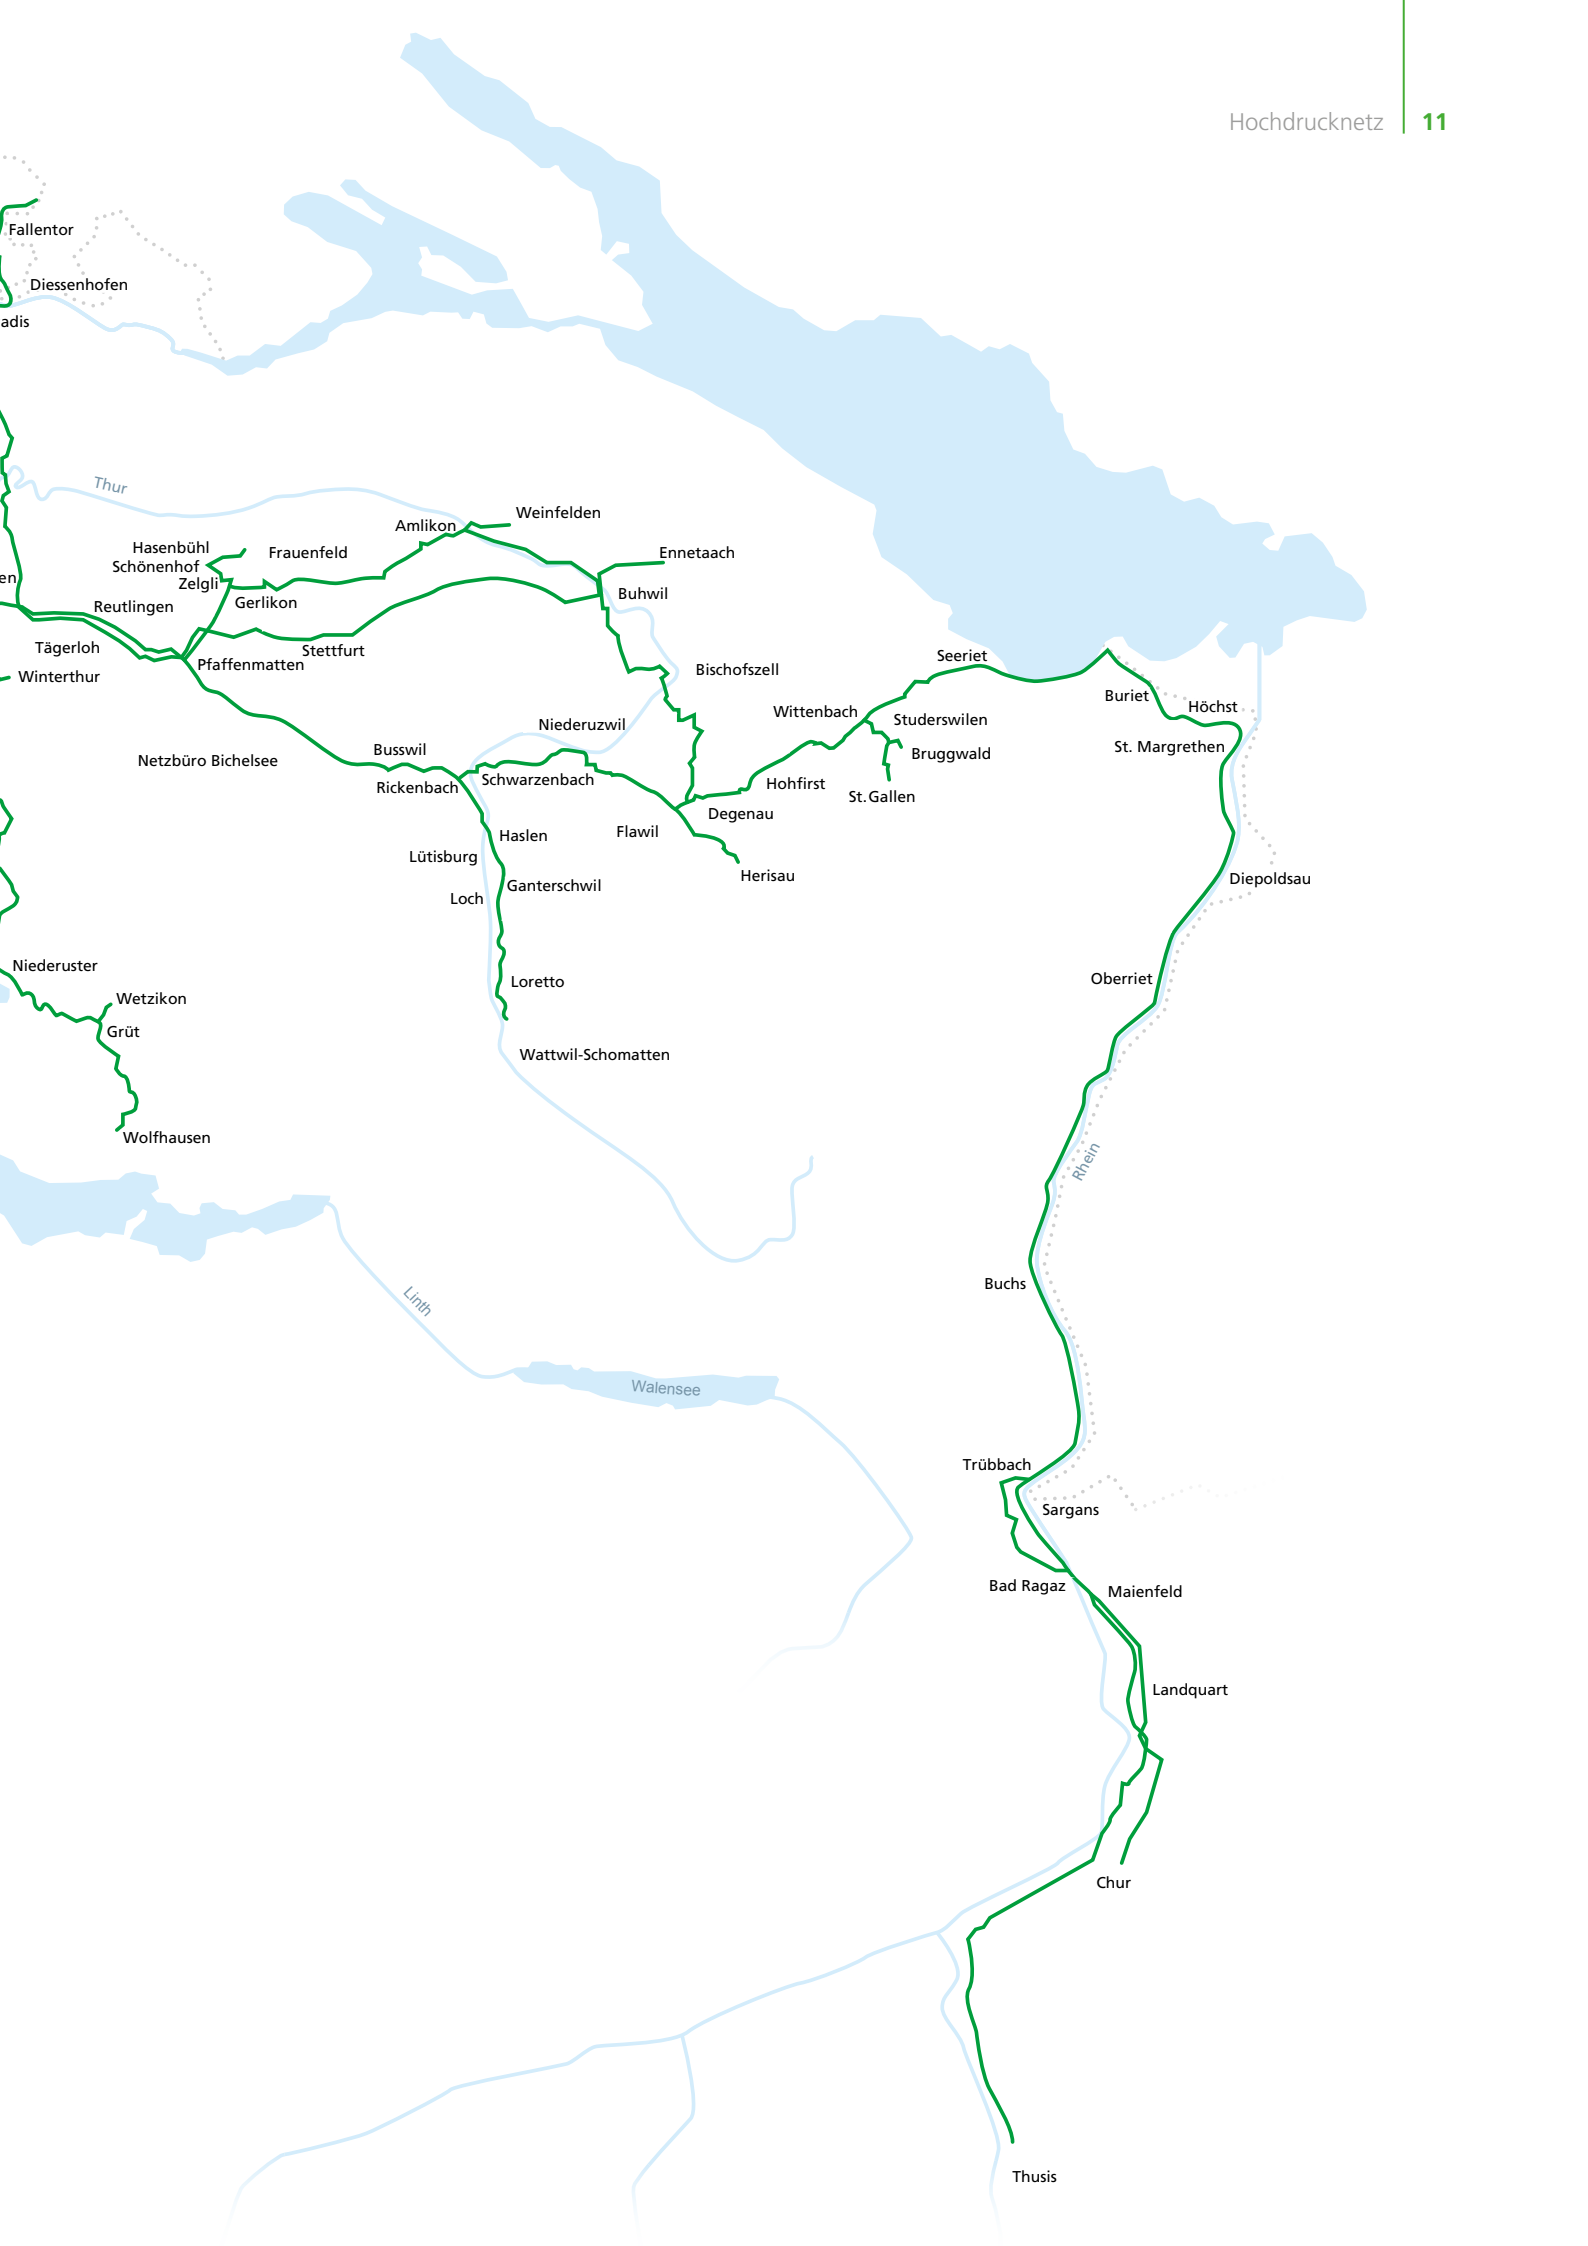 Hochdrucknetz 11
Fallentor
Diessenhofen
adis
Thur
Weinfelden
Amlikon
Hasenbühl
Frauenfeld
Ennetaach
Schönenhof
en
Zelgli
Buhwil
Gerlikon
Reutlingen
Tägerloh
Stettfurt
Seeriet
Pfaffenmatten
Bischofszell
Winterthur
Buriet
Höchst
Wittenbach
Studerswilen
Niederuzwil
St. Margrethen
Busswil
Bruggwald
Netzbüro Bichelsee
Schwarzenbach
Hohfirst
Rickenbach
St.Gallen
Degenau
Flawil
Haslen
Lütisburg
Herisau
Diepoldsau
Ganterschwil
Loch
Niederuster
Oberriet
Loretto
Wetzikon
Grüt
Wattwil-Schomatten
Wolfhausen
Rhein
Buchs
Linth
Walensee
Trübbach
Sargans
Bad Ragaz
Maienfeld
Landquart
Chur
Thusis